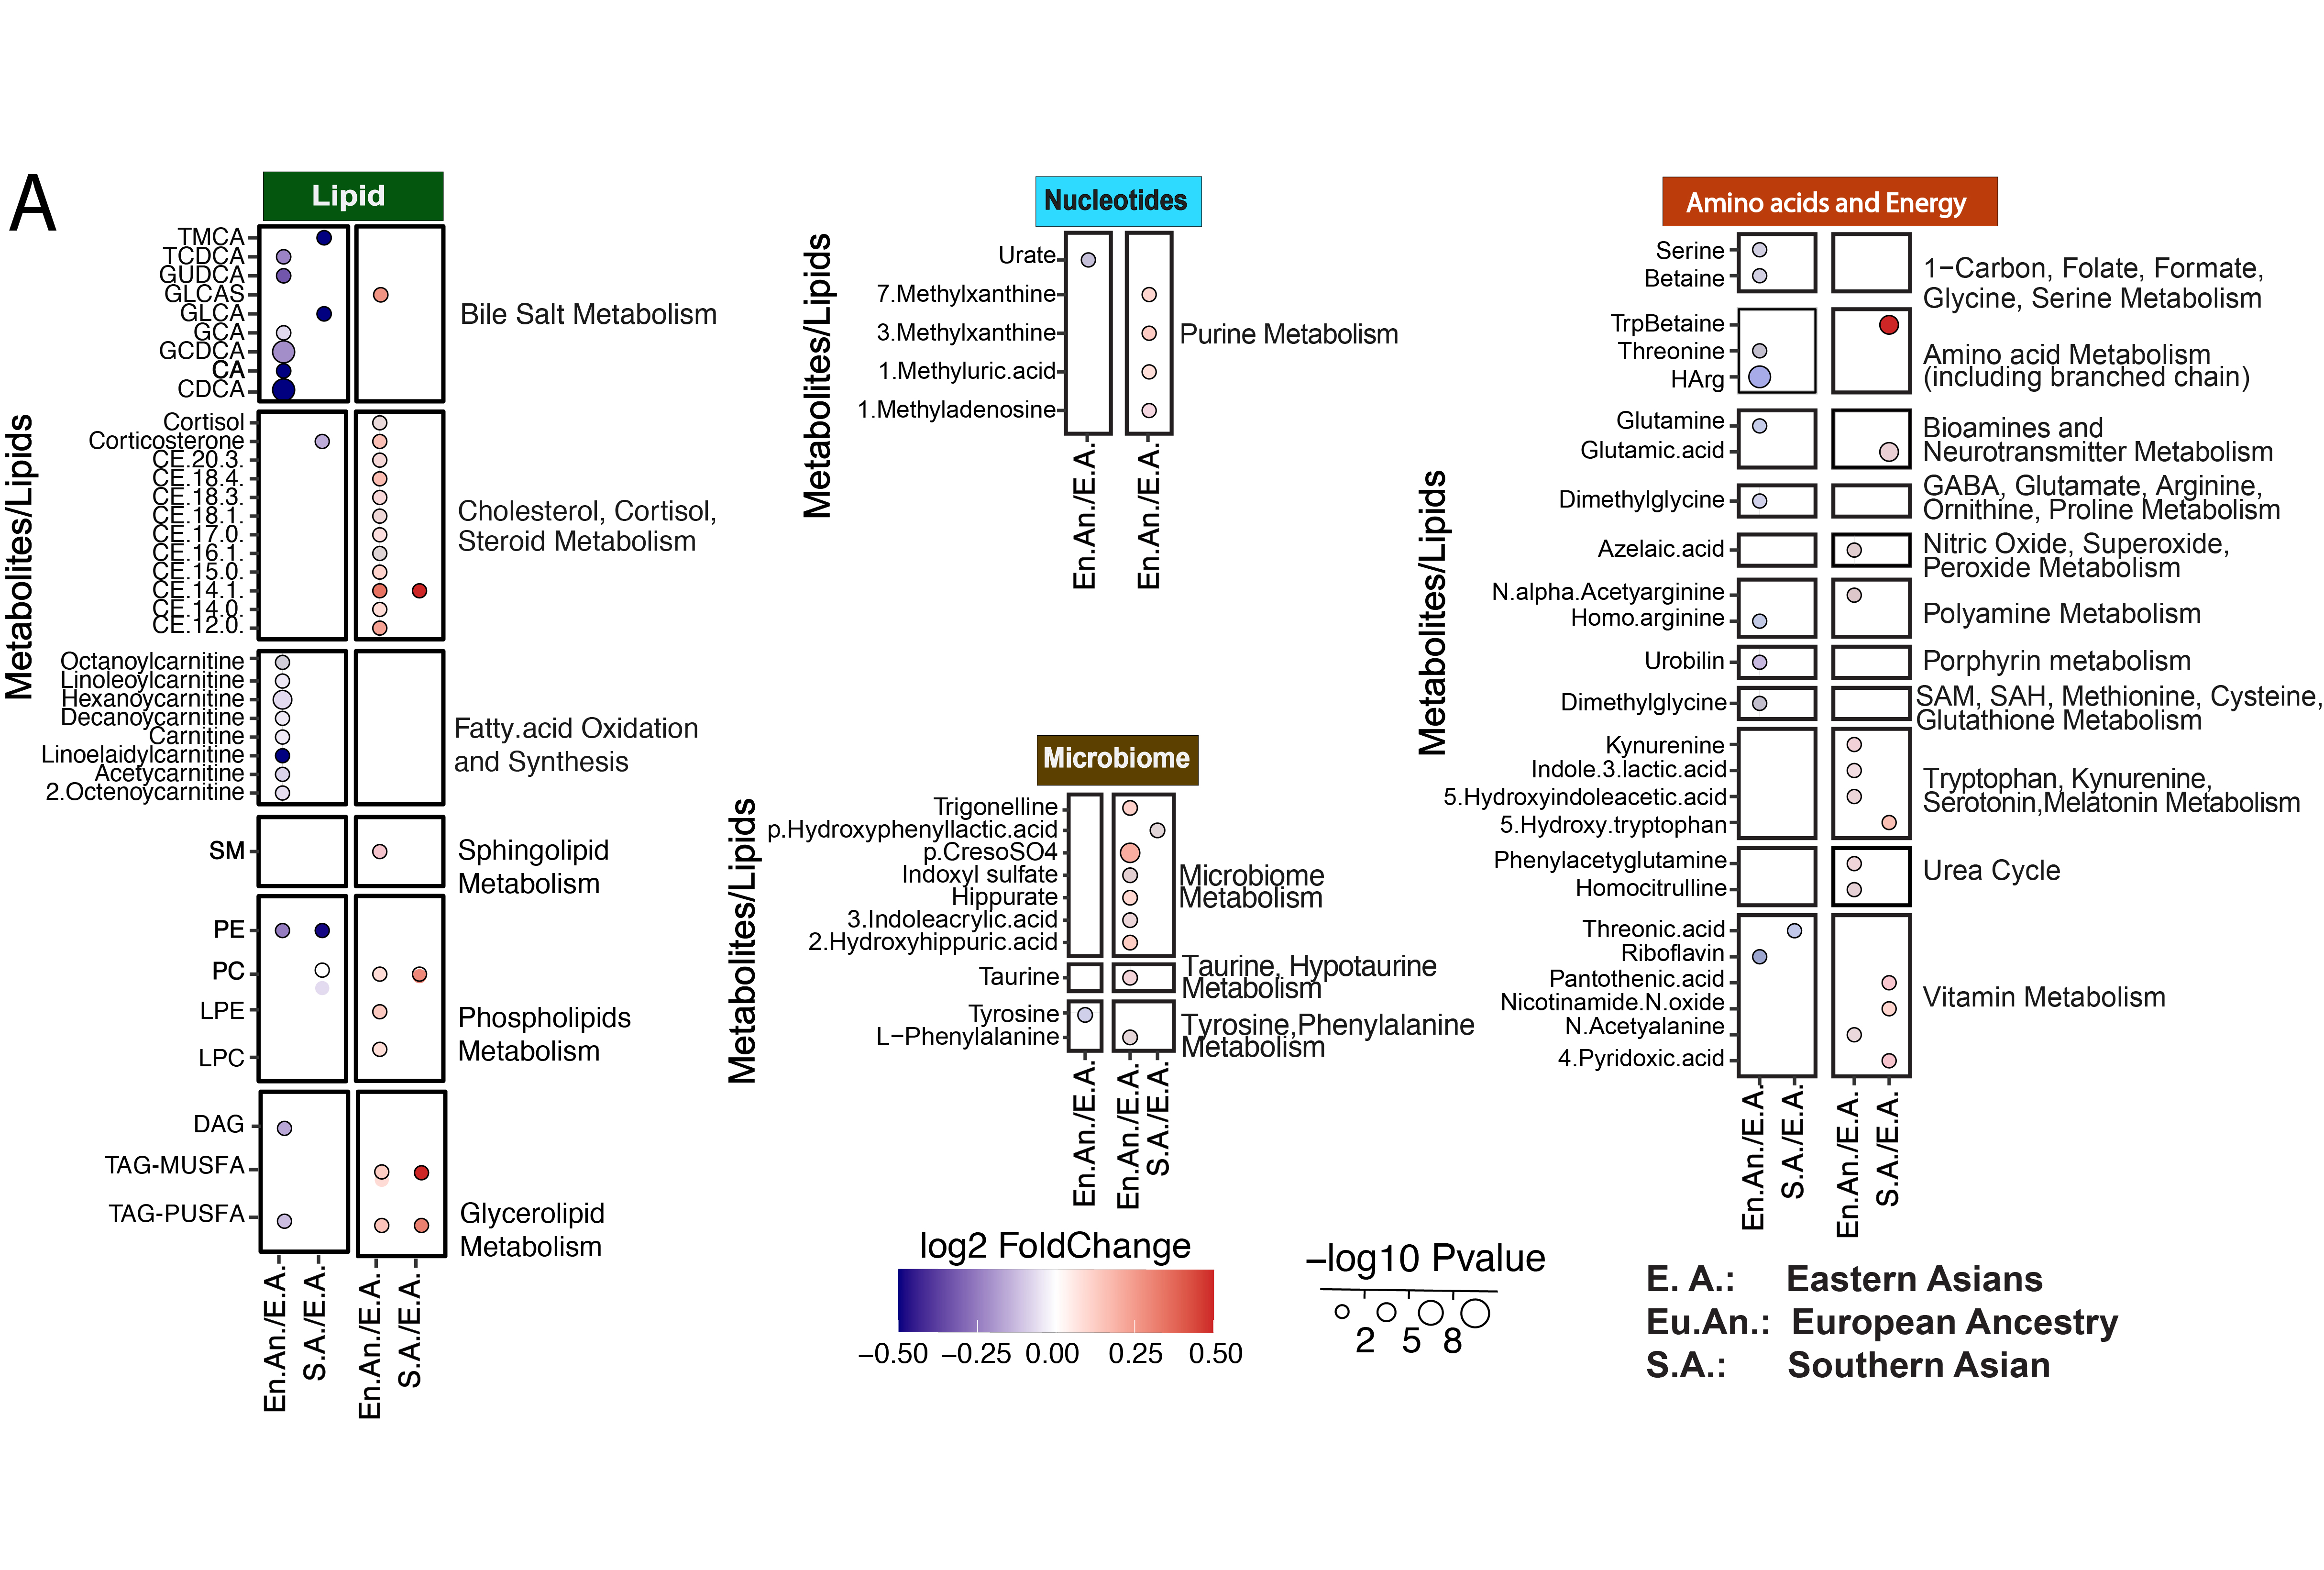 A
Lipid
Metabolites/Lipids
TMCA
TCDCA
GUDCA
GLCAS
GLCA
GCA
GCDCA
CA
CDCA
Bile Salt Metabolism
Cortisol
Corticosterone
CE.20.3.
CE.18.4.
CE.18.3.
CE.18.1.
CE.17.0.
CE.16.1.
CE.15.0.
CE.14.1.
CE.14.0.
CE.12.0.
Cholesterol, Cortisol,
Steroid Metabolism
Octanoylcarnitine
Linoleoylcarnitine
Hexanoycarnitine
Decanoycarnitine
Carnitine
Linoelaidylcarnitine
Acetycarnitine
2.Octenoycarnitine
Fatty.acid Oxidation
and Synthesis
SM
Sphingolipid
Metabolism
PE
PC
LPE
LPC
Phospholipids
Metabolism
DAG
TAG-MUSFA
TAG-PUSFA
Glycerolipid
Metabolism
En.An./E.A.
S.A./E.A.
En.An./E.A.
S.A./E.A.
Nucleotides
Metabolites/Lipids
Urate
7.Methylxanthine
3.Methylxanthine
1.Methyluric.acid
1.Methyladenosine
Purine Metabolism
En.An./E.A.
En.An./E.A.
Microbiome
Metabolites/Lipids
Trigonelline
p.Hydroxyphenyllactic.acid
p.CresoSO4
Indoxyl sulfate
Hippurate
3.Indoleacrylic.acid
2.Hydroxyhippuric.acid
Microbiome
Metabolism
Taurine
Taurine, Hypotaurine
Metabolism
Tyrosine
L−Phenylalanine
Tyrosine,Phenylalanine
Metabolism
En.An./E.A.
En.An./E.A.
S.A./E.A.
log2 FoldChange
−0.50 −0.25 0.00 0.25 0.50
−log10 Pvalue
2 5 8
Amino acids and Energy
Metabolites/Lipids
Serine
Betaine
1−Carbon, Folate, Formate,
Glycine, Serine Metabolism
TrpBetaine
Threonine
HArg
Amino acid Metabolism
(including branched chain)
Glutamine
Glutamic.acid
Bioamines and
Neurotransmitter Metabolism
Dimethylglycine
GABA, Glutamate, Arginine,
Ornithine, Proline Metabolism
Azelaic.acid
Nitric Oxide, Superoxide,
Peroxide Metabolism
N.alpha.Acetyarginine
Homo.arginine
Polyamine Metabolism
Urobilin
Porphyrin metabolism
Dimethylglycine
SAM, SAH, Methionine, Cysteine,
Glutathione Metabolism
Kynurenine
Indole.3.lactic.acid
5.Hydroxyindoleacetic.acid
5.Hydroxy.tryptophan
Tryptophan, Kynurenine,
Serotonin,Melatonin Metabolism
Phenylacetyglutamine
Homocitrulline
Urea Cycle
Threonic.acid
Riboflavin
Pantothenic.acid
Nicotinamide.N.oxide
N.Acetyalanine
4.Pyridoxic.acid
Vitamin Metabolism
En.An./E.A.
S.A./E.A.
En.An./E.A.
S.A./E.A.
E. A.: Eastern Asians
Eu.An.: European Ancestry
S.A.: Southern Asian